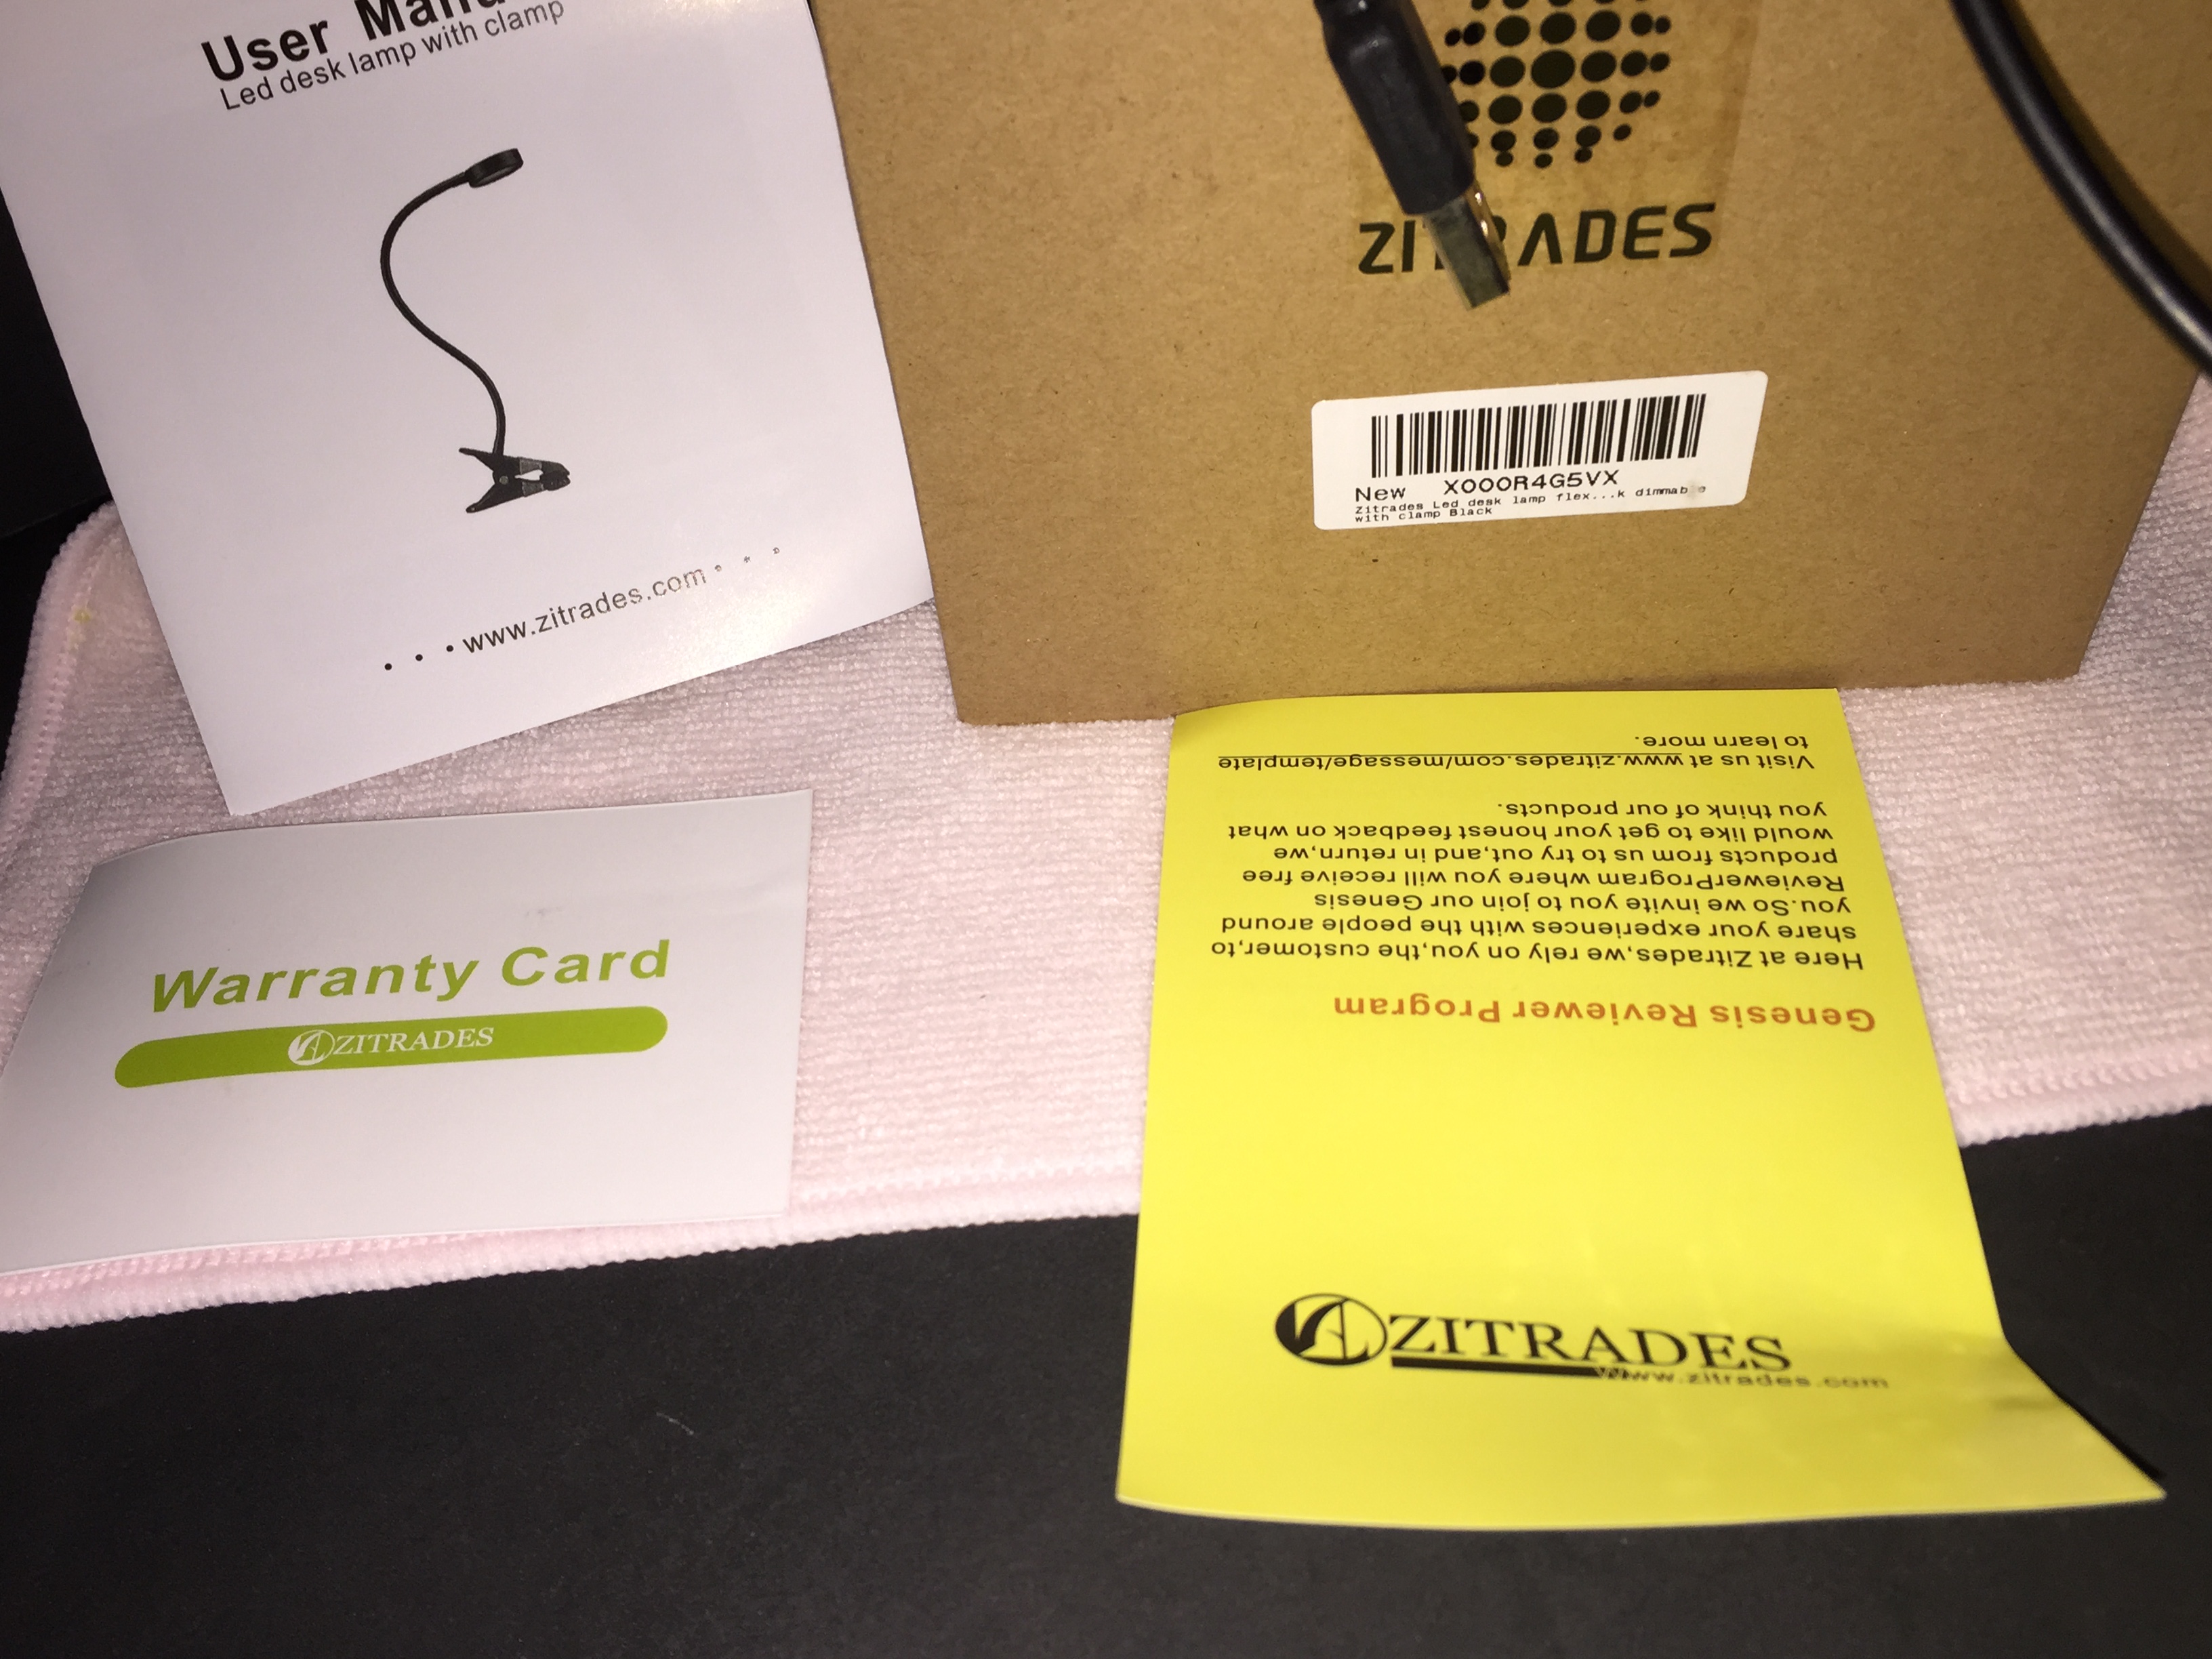 User Manu
Led desk lamp with clamp
...www.zitrades.com...
ZITRADES
New X000R4G5VX
Zitrades Led desk lamp flex...k dimmable
with clamp Black
Warranty Card
ZITRADES
Genesis Reviewer Program
Here at Zitrades,we rely on you,the customer,to,
share your experiences with the people around
you.So we invite you to join our Genesis
ReviewerProgram where you will receive free
products from us to try out,and in return,we
would like to get your honest feedback on what
you think of our products.
Visit us at www.zitrades.com/message/template
to learn more.
ZITRADES
Www.zitrades.com